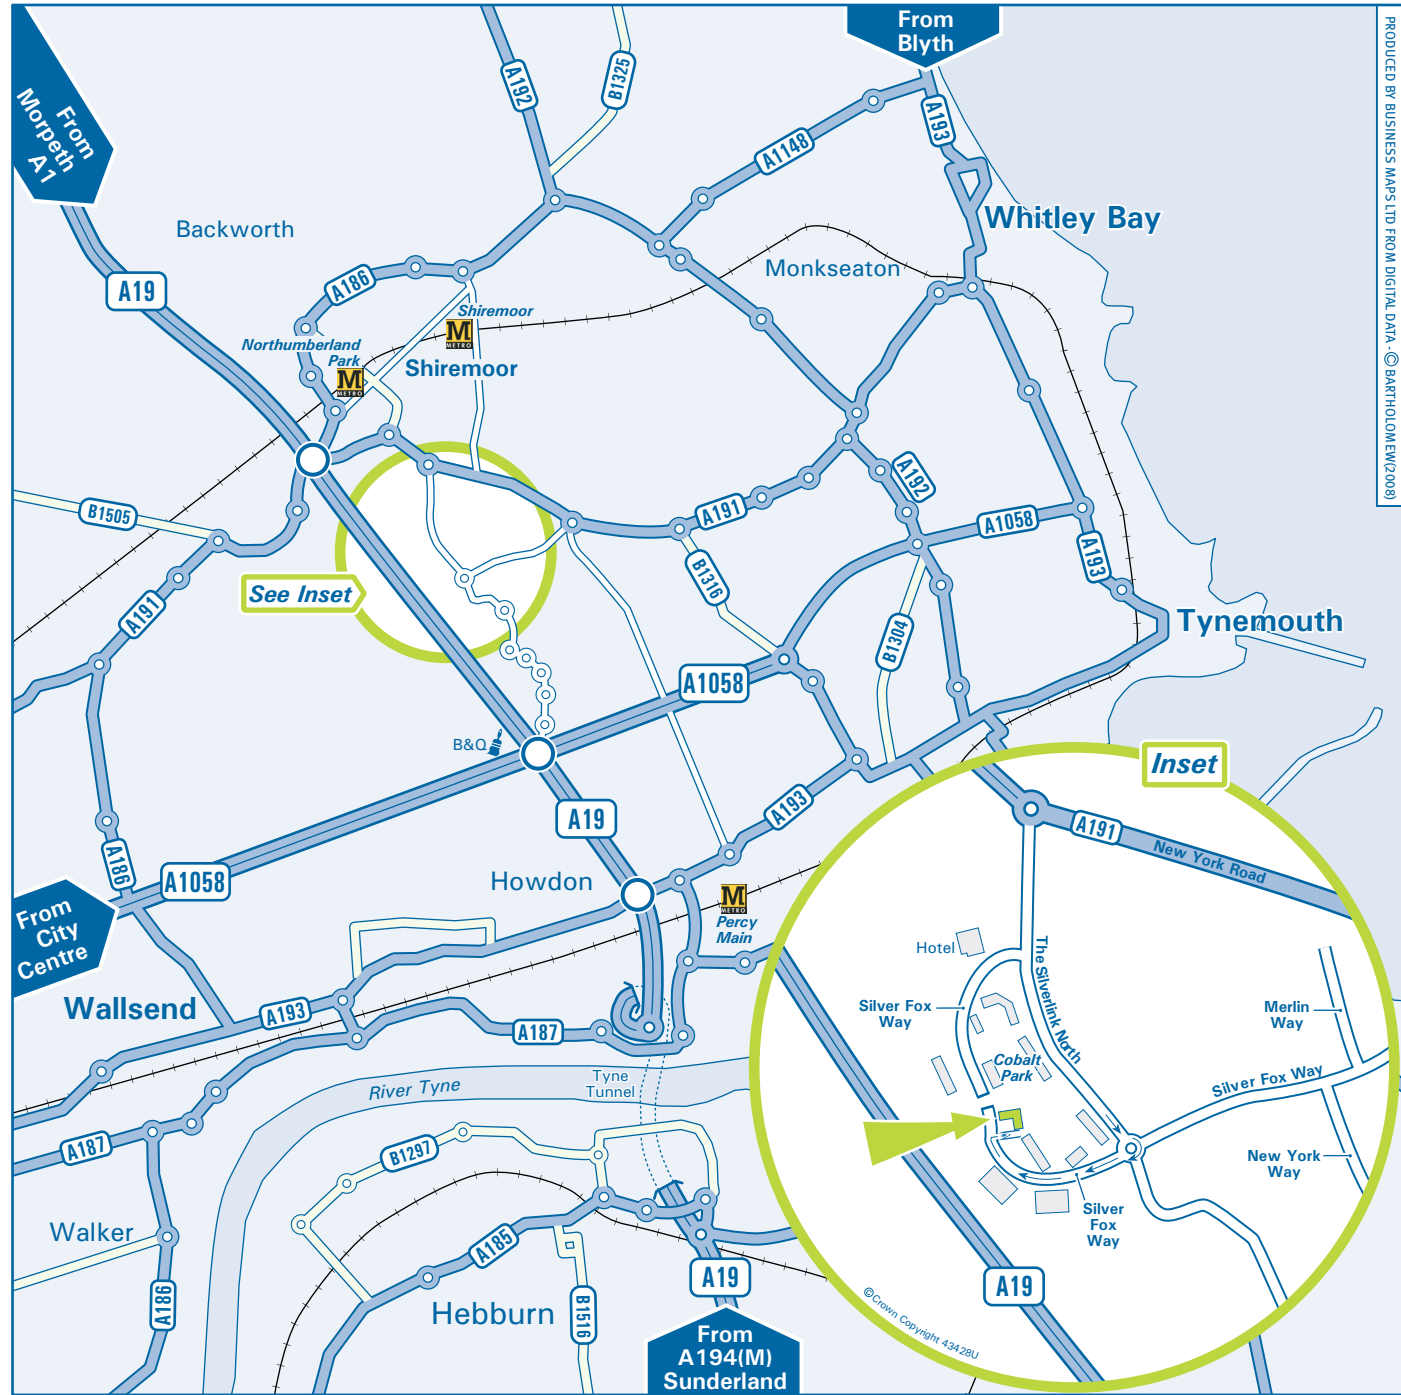 From
Blyth
PRODUCED BY BUSINESS MAPS LTD FROM DIGITAL DATA - © BARTHOLOMEW(2008)
From
Morpeth
A1
A192
B1325
A193
A1148
Backworth
Whitley Bay
Monkseaton
A19
A186
Shiremoor
M
METRO
Northumberland
Park
M
METRO
Shiremoor
B1505
A191
A192
A1058
A193
See Inset
B1316
A191
B1304
Tynemouth
A1058
B&Q
Inset
A19
A193
A191
New York Road
A186
A1058
Howdon
M
METRO
Percy
Main
From
City
Centre
Hotel
The Silverlink North
Wallsend
A193
A187
Silver Fox
Way
Merlin
Way
Cobalt
Park
Silver Fox Way
River Tyne
Tyne
Tunnel
A187
B1297
New York
Way
Silver
Fox
Way
Walker
A185
A19
A19
A186
Hebburn
B1516
©Crown Copyright 43428U
From
A194(M)
Sunderland